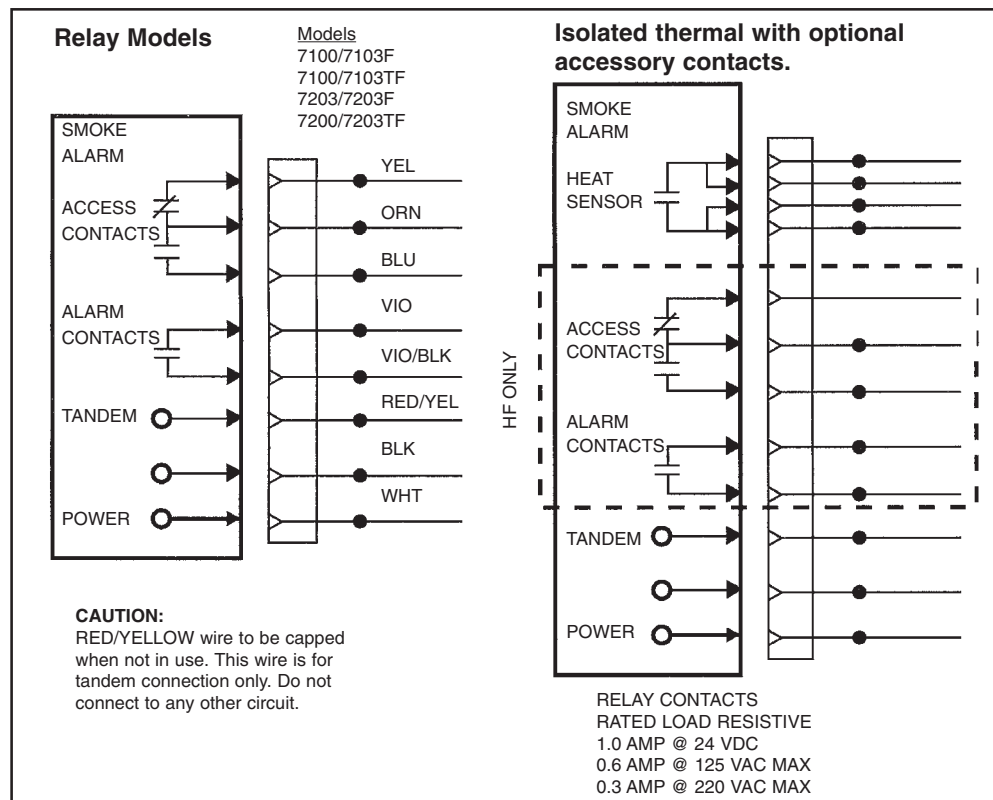 Relay Models
Models
7100/7103F
7100/7103TF
7203/7203F
7200/7203TF
SMOKE
ALARM
ACCESS
CONTACTS
ALARM
CONTACTS
TANDEM
POWER
YEL
ORN
BLU
VIO
VIO/BLK
RED/YEL
BLK
WHT
CAUTION:
RED/YELLOW wire to be capped
when not in use. This wire is for
tandem connection only. Do not
connect to any other circuit.
Isolated thermal with optional
accessory contacts.
SMOKE
ALARM
HEAT
SENSOR
HF ONLY
ACCESS
CONTACTS
ALARM
CONTACTS
TANDEM
POWER
RELAY CONTACTS
RATED LOAD RESISTIVE
1.0 AMP @ 24 VDC
0.6 AMP @ 125 VAC MAX
0.3 AMP @ 220 VAC MAX